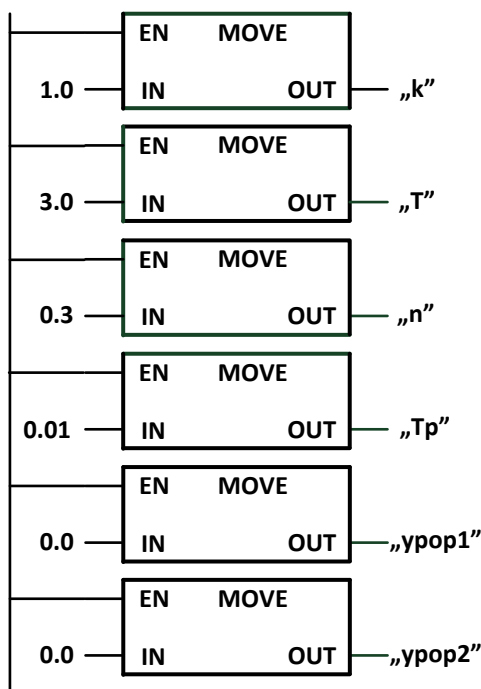 EN MOVE
1.0 IN OUT „k”
EN MOVE
3.0 IN OUT „T”
EN MOVE
0.3 IN OUT „n”
EN MOVE
0.01 IN OUT „Tp”
EN MOVE
0.0 IN OUT „ypop1”
EN MOVE
0.0 IN OUT „ypop2”